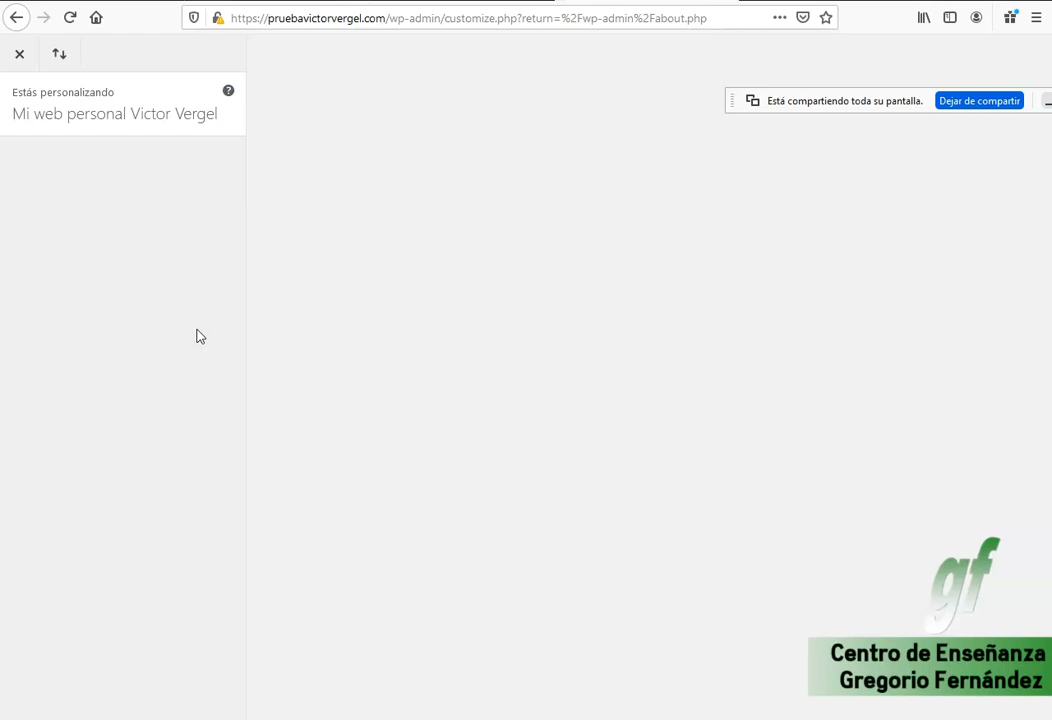 https://pruebavictorvergel.com/wp-admin/customize.php?return=%2Fwp-admin%2Fabout.php
Estás personalizando
Mi web personal Victor Vergel
Está compartiendo toda su pantalla.
Dejar de compartir
gf
Centro de Enseñanza
Gregorio Fernández